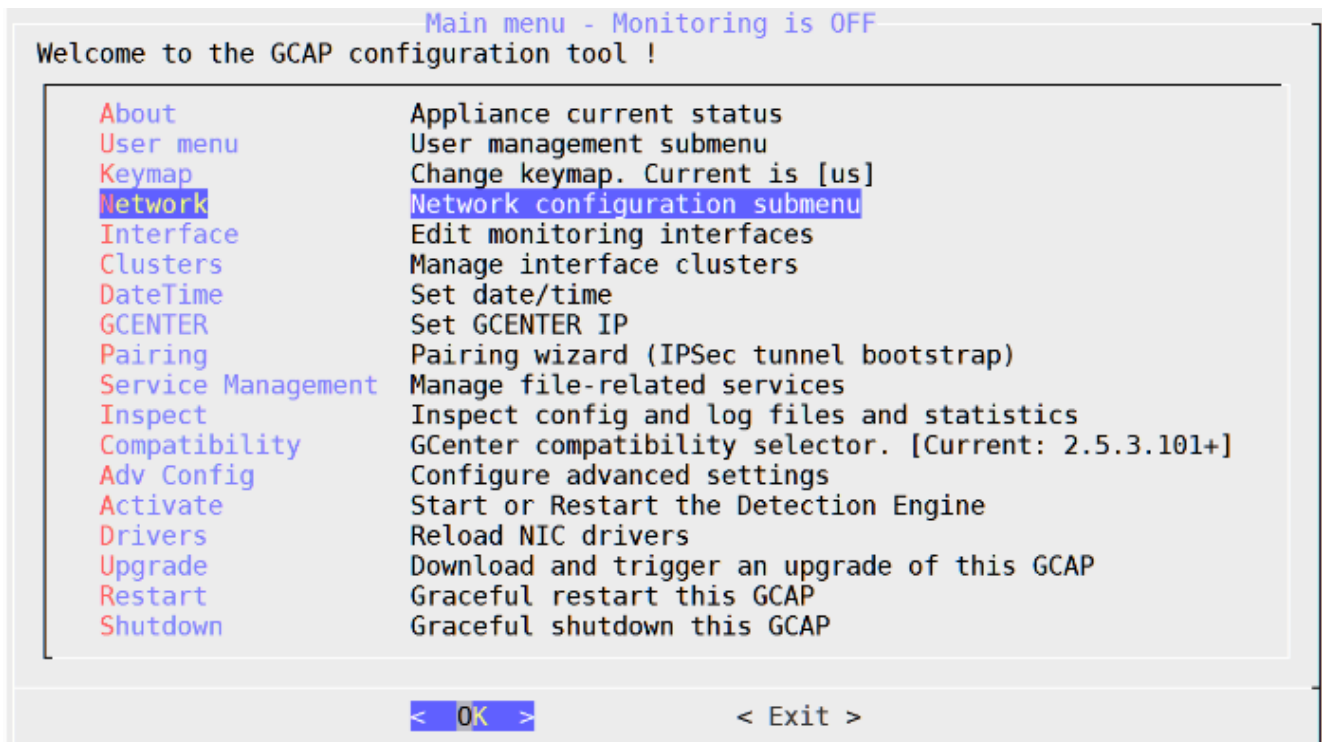 Main menu - Monitoring is OFF
Welcome to the GCAP configuration tool !
About Appliance current status
User menu User management submenu
Keymap Change keymap. Current is [us]
Network Network configuration submenu
Interface Edit monitoring interfaces
Clusters Manage interface clusters
DateTime Set date/time
GCENTER Set GCENTER IP
Pairing Pairing wizard (IPSec tunnel bootstrap)
Service Management Manage file-related services
Inspect Inspect config and log files and statistics
Compatibility GCenter compatibility selector. [Current: 2.5.3.101+]
Adv Config Configure advanced settings
Activate Start or Restart the Detection Engine
Drivers Reload NIC drivers
Upgrade Download and trigger an upgrade of this GCAP
Restart Graceful restart this GCAP
Shutdown Graceful shutdown this GCAP
< OK > < Exit >